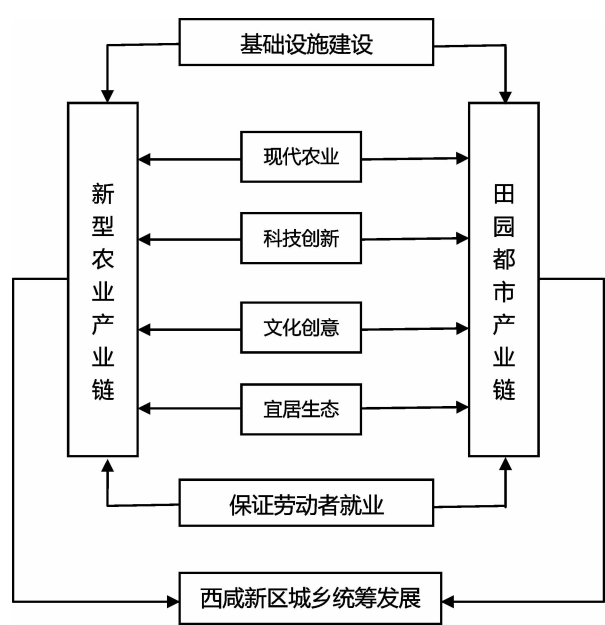 基础设施建设
新型农业产业链
现代农业
科技创新
文化创意
宜居生态
田园都市产业链
保证劳动者就业
西咸新区城乡统筹发展